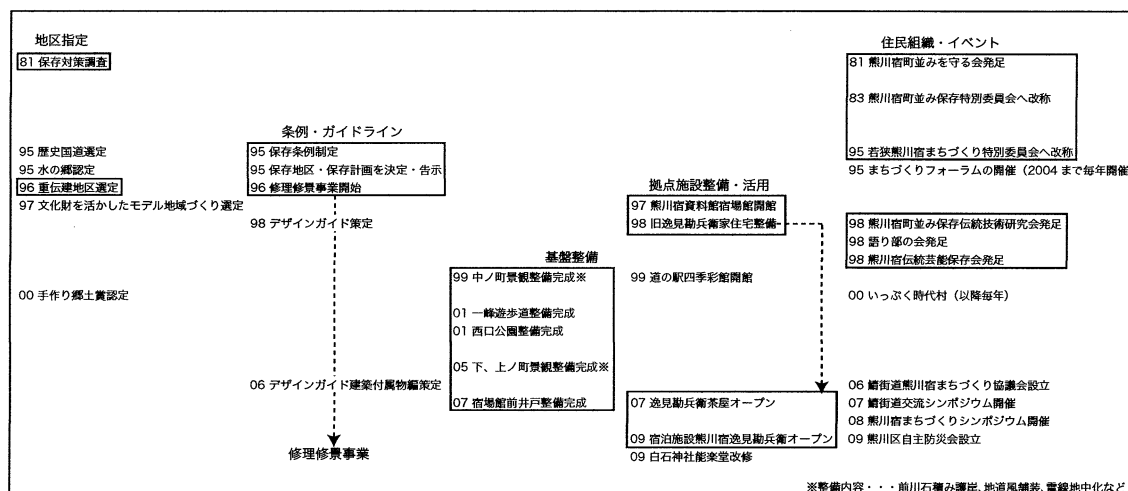 地区指定
81 保存対策調査
95 歴史国道選定
95 水の郷認定
96 重伝建地区選定
97 文化財を活かしたモデル地域づくり選定
00 手作り郷土賞認定
条例・ガイドライン
95 保存条例制定
95 保存地区・保存計画を決定・告示
96 修理修景事業開始
98 デザインガイド策定
06 デザインガイド建築付属物編策定
修理修景事業
基盤整備
99 中ノ町景観整備完成※
01 一峰遊歩道整備完成
01 西口公園整備完成
05 下、上ノ町景観整備完成※
07 宿場館前井戸整備完成
拠点施設整備・活用
97 熊川宿資料館宿場館開館
98 旧逸見勘兵衛家住宅整備
99 道の駅四季彩館開館
07 逸見勘兵衛茶屋オープン
09 宿泊施設熊川宿逸見勘兵衛オープン
09 白石神社能楽堂改修
住民組織・イベント
81 熊川宿町並みを守る会発足
83 熊川宿町並み保存特別委員会へ改称
95 若狭熊川宿まちづくり特別委員会へ改称
95 まちづくりフォーラムの開催（2004 まで毎年開催
98 熊川宿町並み保存伝統技術研究会発足
98 語り部の会発足
98 熊川宿伝統芸能保存会発足
00 いっぷく時代村（以降毎年）
06 鯖街道熊川宿まちづくり協議会設立
07 鯖街道交流シンポジウム開催
08 熊川宿まちづくりシンポジウム開催
09 熊川区自主防災会設立
※整備内容・・・前川石積み護岸、地道風舗装、電線地中化など